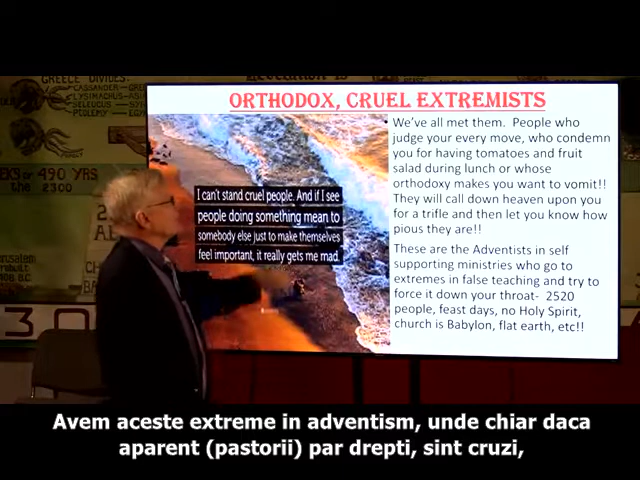 GREECE DIVIDES:
CASSANDER
LYSIMACHUS
SELEUCUS
PTOLEMY
or 490 YRS
the 2300
ORTHODOX, CRUEL EXTREMISTS
I can't stand cruel people. And if I see
people doing something mean to
somebody else just to make themselves
feel important, it really gets me mad.
We've all met them. People who
judge your every move, who condemn
you for having tomatoes and fruit
salad during lunch or whose
orthodoxy makes you want to vomit!!
They will call down heaven upon you
for a trifle and then let you know how
pious they are!!
These are the Adventists in self
supporting ministries who go to
extremes in false teaching and try to
force it down your throat- 2520
people, feast days, no Holy Spirit,
church is Babylon, flat earth, etc!!
Avem aceste extreme in adventism, unde chiar daca
aparent (pastorii) par drepti, sint cruzi,